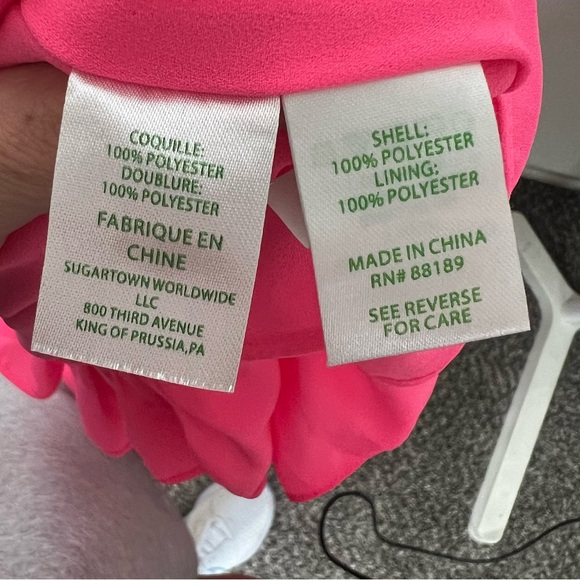 COQUILLE:
100% POLYESTER
DOUBLURE:
100% POLYESTER
FABRIQUE EN
CHINE
SUGARTOWN WORLDWIDE
LLC
800 THIRD AVENUE
KING OF PRUSSIA,PA
SHELL:
100% POLYESTER
LINING:
100% POLYESTER
MADE IN CHINA
RN# 88189
SEE REVERSE
FOR CARE